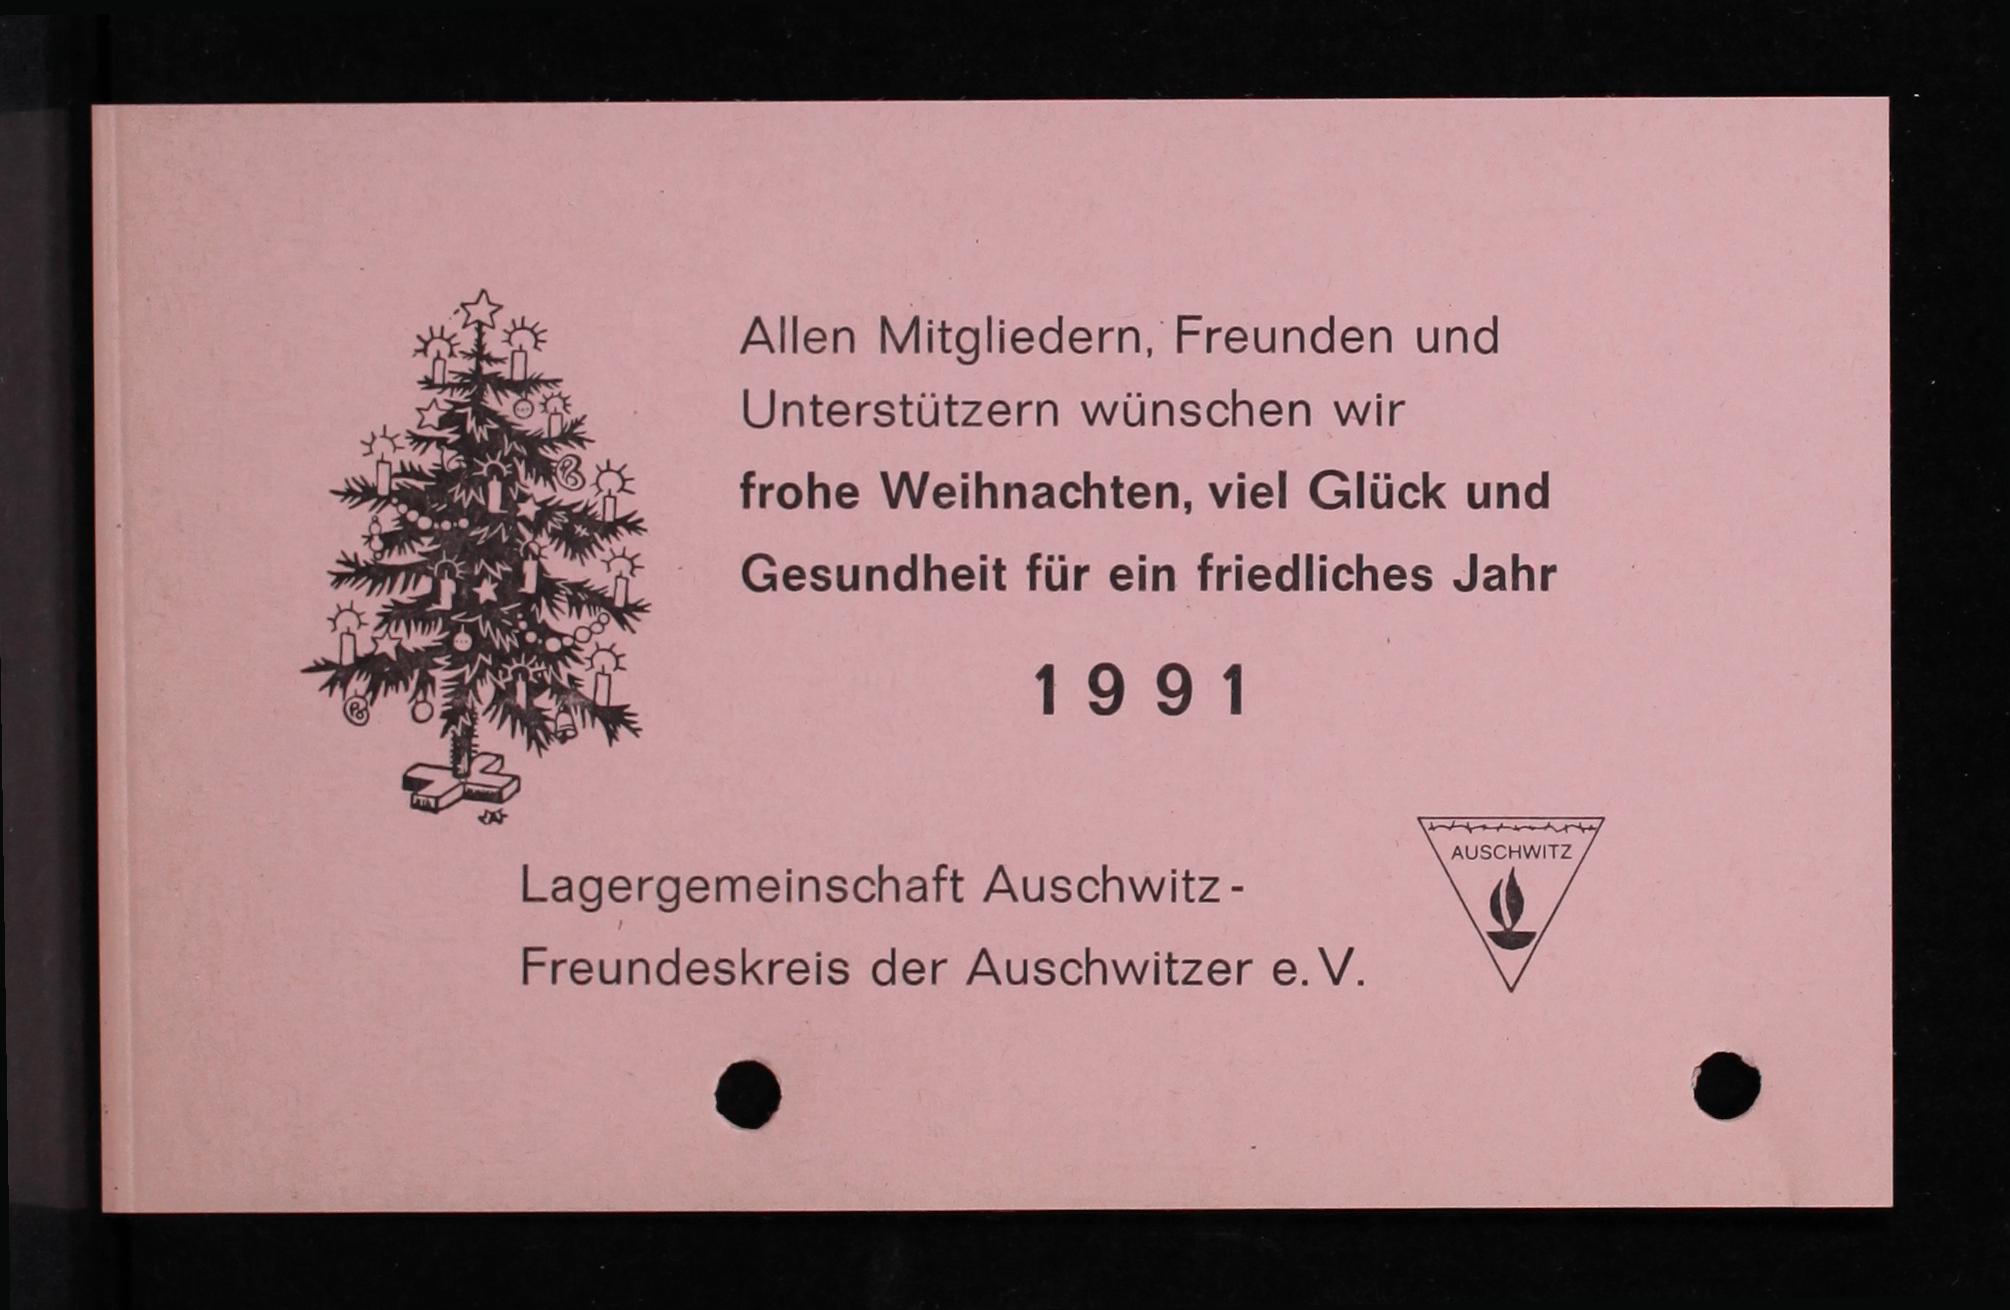 Allen Mitgliedern, Freunden und
Unterstützern wünschen wir
frohe Weihnachten, viel Glück und
Gesundheit für ein friedliches Jahr
1991
AUSCHWITZ
Lagergemeinschaft Auschwitz-
Freundeskreis der Auschwitzer e.V.